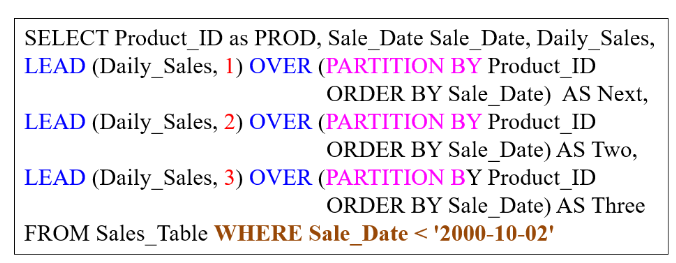 SELECT Product_ID as PROD, Sale_Date Sale_Date, Daily_Sales,
LEAD (Daily_Sales, 1) OVER (PARTITION BY Product_ID
ORDER BY Sale_Date)  AS Next,
LEAD (Daily_Sales, 2) OVER (PARTITION BY Product_ID
ORDER BY Sale_Date) AS Two,
LEAD (Daily_Sales, 3) OVER (PARTITION BY Product_ID
ORDER BY Sale_Date) AS Three
FROM Sales_Table WHERE Sale_Date < '2000-10-02'